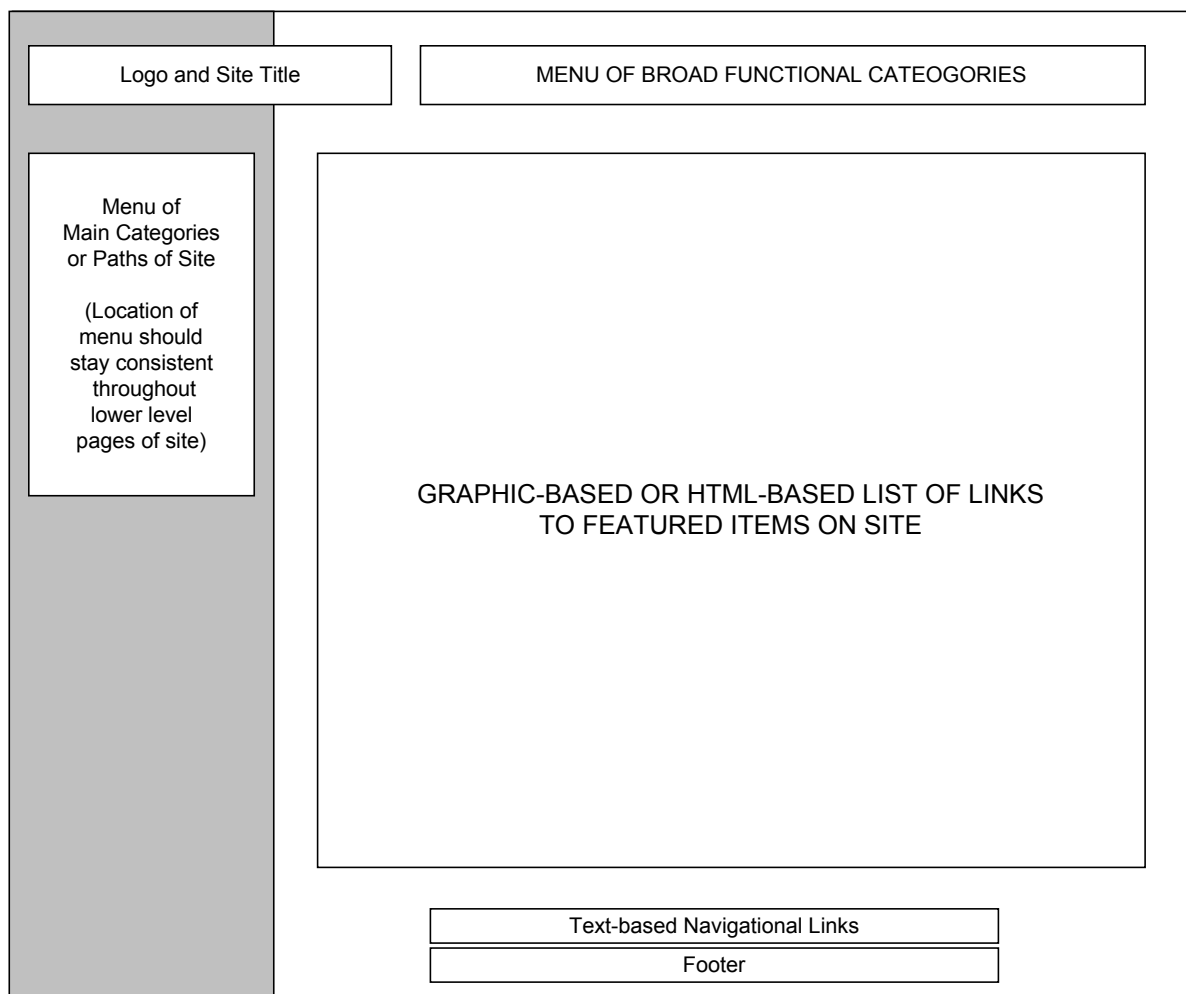 Logo and Site Title
MENU OF BROAD FUNCTIONAL CATEOGORIES
Menu of
Main Categories
or Paths of Site
(Location of
menu should
stay consistent
throughout
lower level
pages of site)
GRAPHIC-BASED OR HTML-BASED LIST OF LINKS
TO FEATURED ITEMS ON SITE
Text-based Navigational Links
Footer